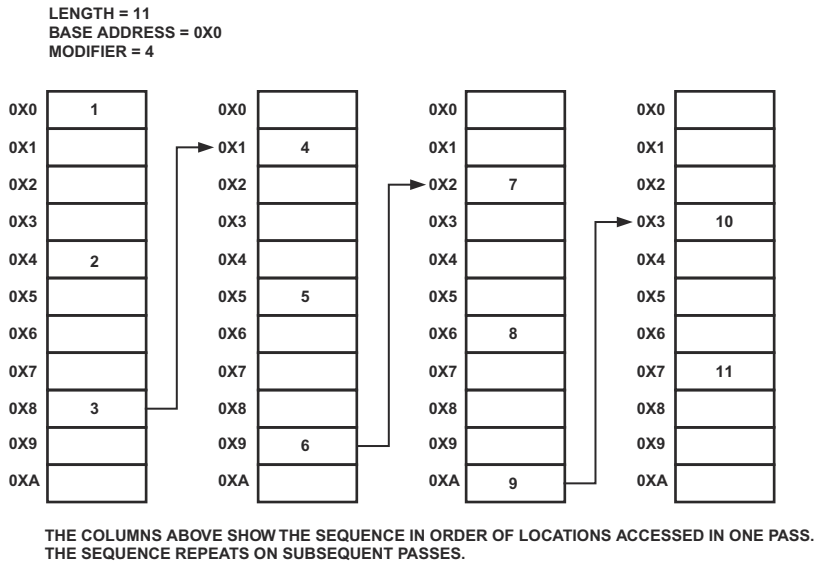 LENGTH = 11
BASE ADDRESS = 0X0
MODIFIER = 4
0X0 1 0X0 0X0 0X0
0X1 0X1 4 0X1 0X1
0X2 0X2 0X2 7 0X2
0X3 0X3 0X3 0X3 10
0X4 2 0X4 0X4 0X4
0X5 0X5 5 0X5 0X5
0X6 0X6 0X6 8 0X6
0X7 0X7 0X7 0X7 11
0X8 3 0X8 0X8 0X8
0X9 0X9 6 0X9 0X9
0XA 0XA 0XA 9 0XA
THE COLUMNS ABOVE SHOW THE SEQUENCE IN ORDER OF LOCATIONS ACCESSED IN ONE PASS.
THE SEQUENCE REPEATS ON SUBSEQUENT PASSES.